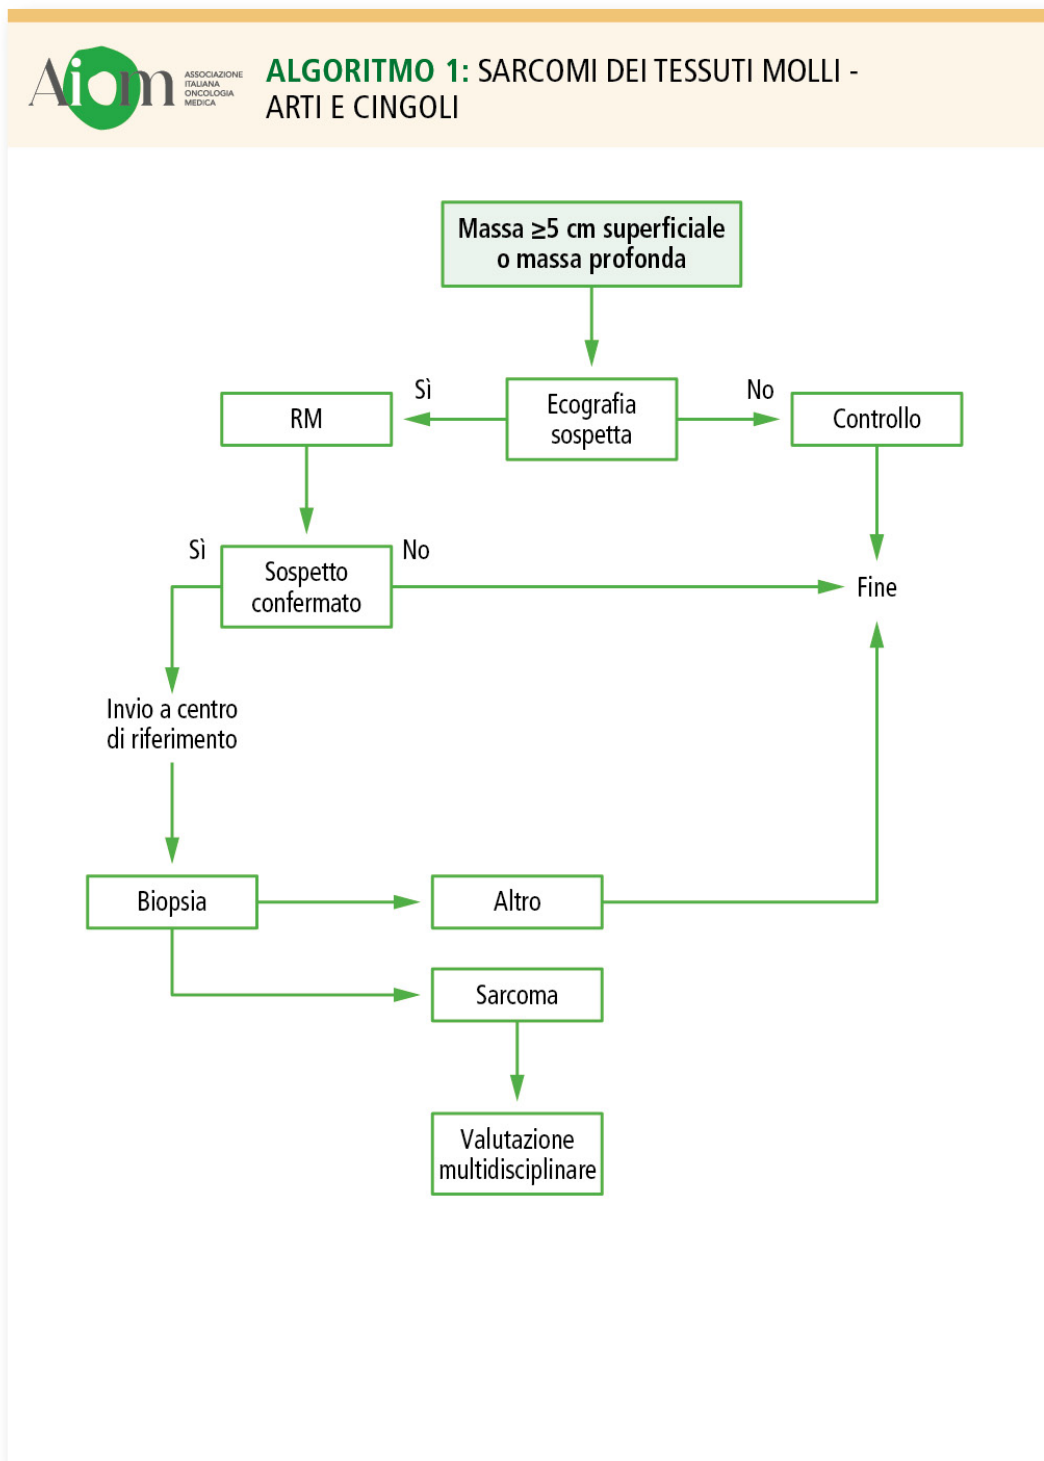 Aiom
ASSOCIAZIONE
ITALIANA
ONCOLOGIA
MEDICA
ALGORITMO 1: SARCOMI DEI TESSUTI MOLLI -
ARTI E CINGOLI
Massa ≥5 cm superficiale
o massa profonda
Sì
Ecografia
sospetta
No
RM
Controllo
Sì
Sospetto
confermato
No
Fine
Invio a centro
di riferimento
Biopsia
Altro
Sarcoma
Valutazione
multidisciplinare